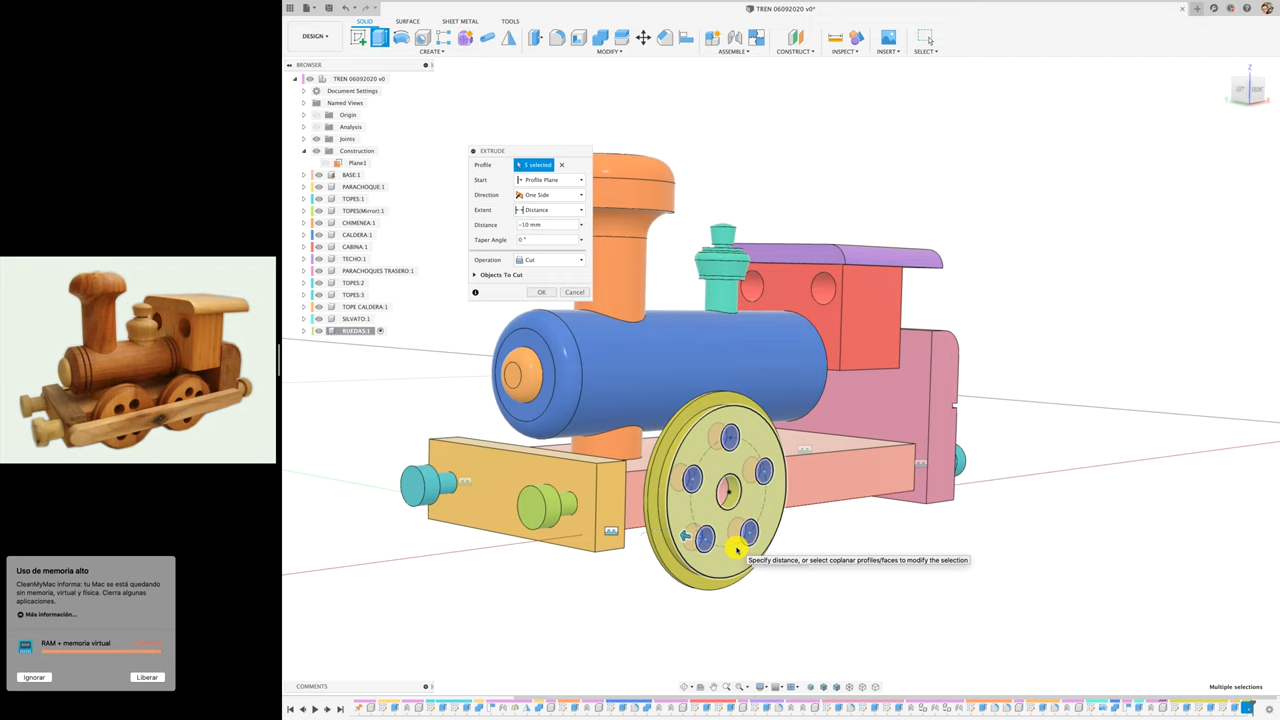 TREN 06092020 v0*
SOLID SURFACE SHEET METAL TOOLS
DESIGN ▾
CREATE ▾ MODIFY ▾ ASSEMBLE ▾ CONSTRUCT ▾ INSPECT ▾ INSERT ▾ SELECT ▾
BROWSER
TREN 06092020 v0
Document Settings
Named Views
Origin
Analysis
Joints
Construction
Plane1
BASE:1
PARACHOQUE:1
TOPES:1
TOPES(Mirror):1
CHIMENEA:1
CALDERA:1
CABINA:1
TECHO:1
PARACHOQUES TRASERO:1
TOPES:2
TOPES:3
TOPE CALDERA:1
SILVATO:1
RUEDAS:1
EXTRUDE
Profile 5 selected
Start Profile Plane
Direction One Side
Extent Distance
Distance -10 mm
Taper Angle 0 °
Operation Cut
Objects To Cut
OK Cancel
Z
LEFT FRONT
Specify distance, or select coplanar profiles/faces to modify the selection
Uso de memoria alto
CleanMyMac informa: tu Mac se está quedando
sin memoria, virtual y física. Cierra algunas
aplicaciones.
Más información...
RAM + memoria virtual
Ignorar Liberar
COMMENTS
Multiple selections